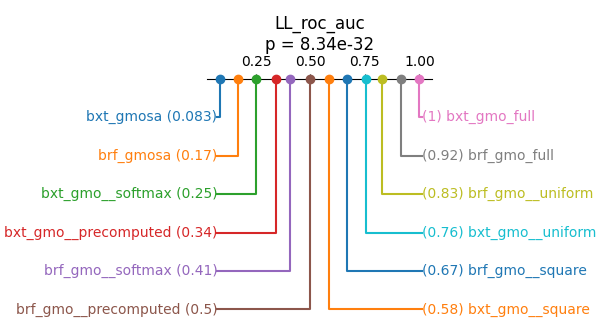 LL_roc_auc
p = 8.34e-32
0.25 0.50 0.75 1.00
bxt_gmosa (0.083) (1) bxt_gmo_full
brf_gmosa (0.17) (0.92) brf_gmo_full
bxt_gmo__softmax (0.25) (0.83) brf_gmo__uniform
bxt_gmo__precomputed (0.34) (0.76) bxt_gmo__uniform
brf_gmo__softmax (0.41) (0.67) brf_gmo__square
brf_gmo__precomputed (0.5) (0.58) bxt_gmo__square